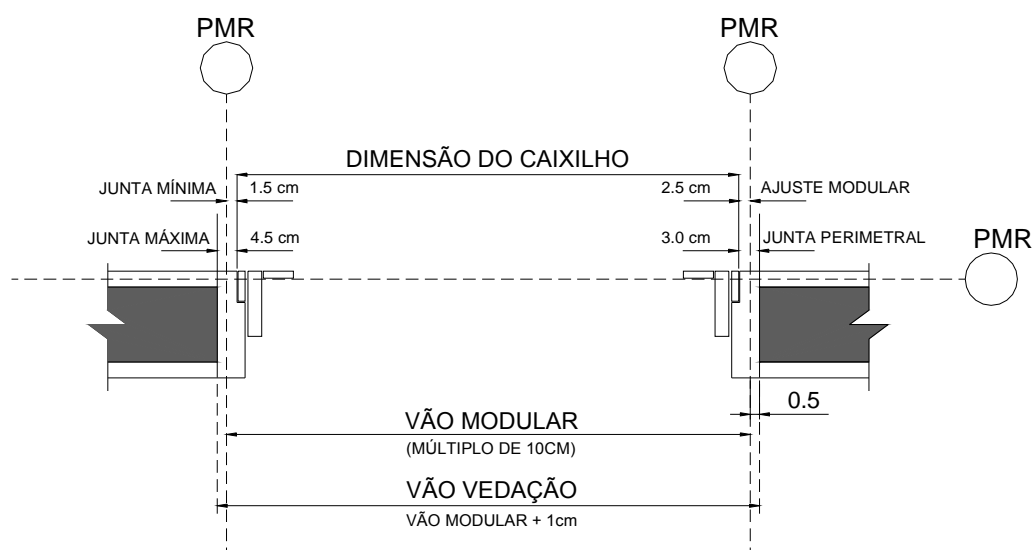 PMR
PMR
DIMENSÃO DO CAIXILHO
JUNTA MÍNIMA 1.5 cm 2.5 cm AJUSTE MODULAR
JUNTA MÁXIMA 4.5 cm 3.0 cm JUNTA PERIMETRAL
PMR
0.5
VÃO MODULAR
(MÚLTIPLO DE 10CM)
VÃO VEDAÇÃO
VÃO MODULAR + 1cm